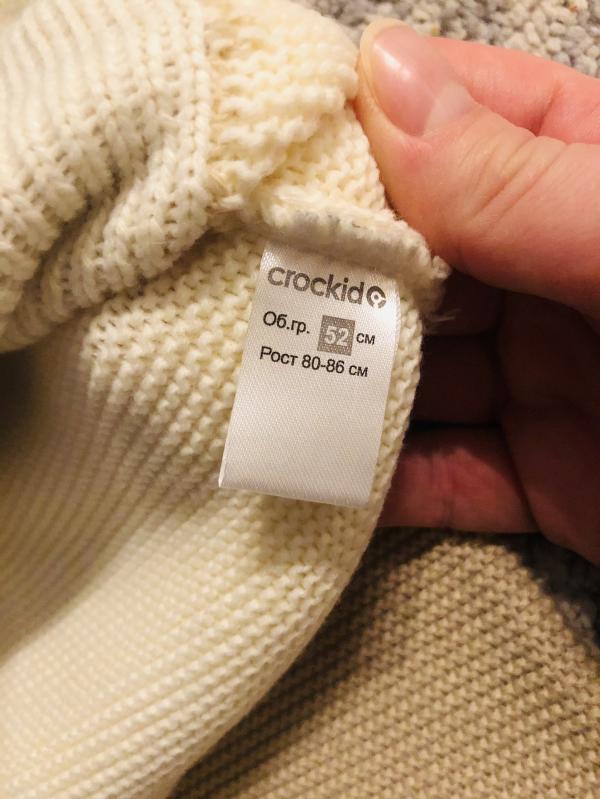 crockid
Об.гр. 52 см
Рост 80-86 см